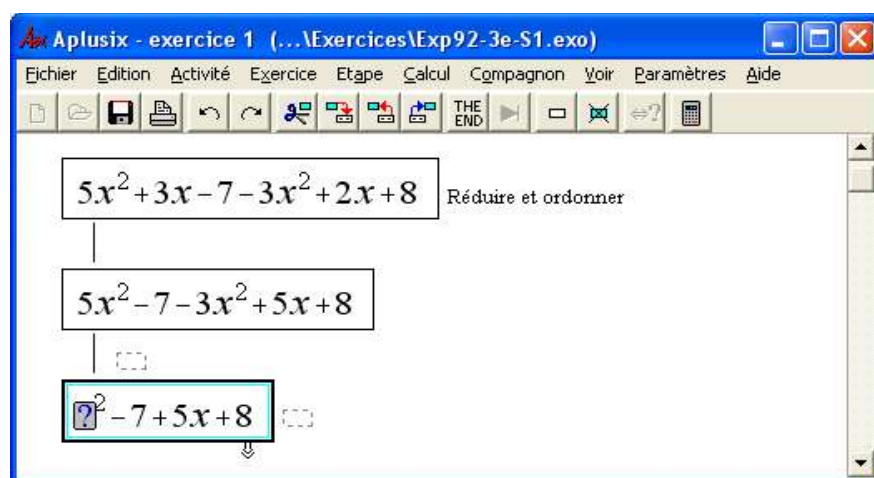 Aplusix - exercice 1 (...\Exercices\Exp92-3e-S1.exo)
Fichier Edition Activité Exercice Etape Calcul Compagnon Voir Paramètres Aide
THE END
5x²+3x-7-3x²+2x+8 Réduire et ordonner
5x²-7-3x²+5x+8
?²-7+5x+8